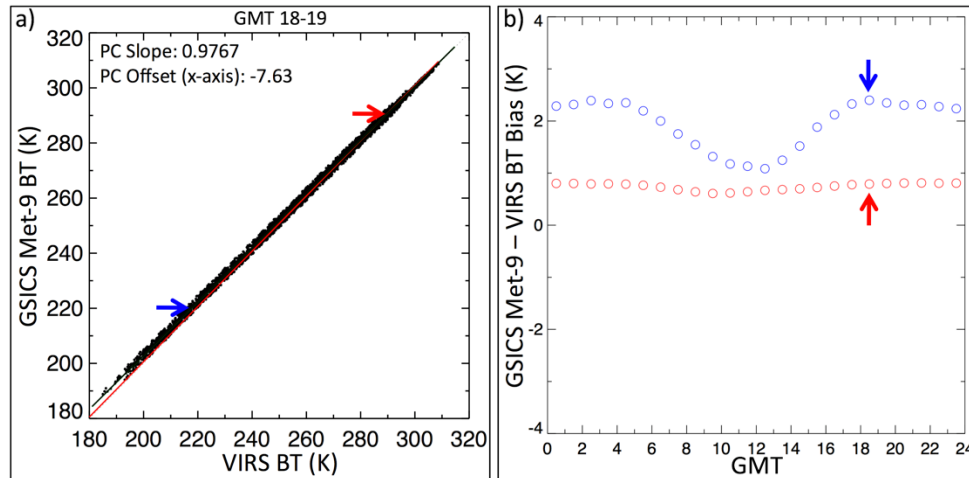 a)
GMT 18-19
PC Slope: 0.9767
PC Offset (x-axis): -7.63
GSICS Met-9 BT (K)
320
300
280
260
240
220
200
180
180 200 220 240 260 280 300 320
VIRS BT (K)
b)
GSICS Met-9 – VIRS BT Bias (K)
4
2
0
-2
-4
0 2 4 6 8 10 12 14 16 18 20 22 24
GMT